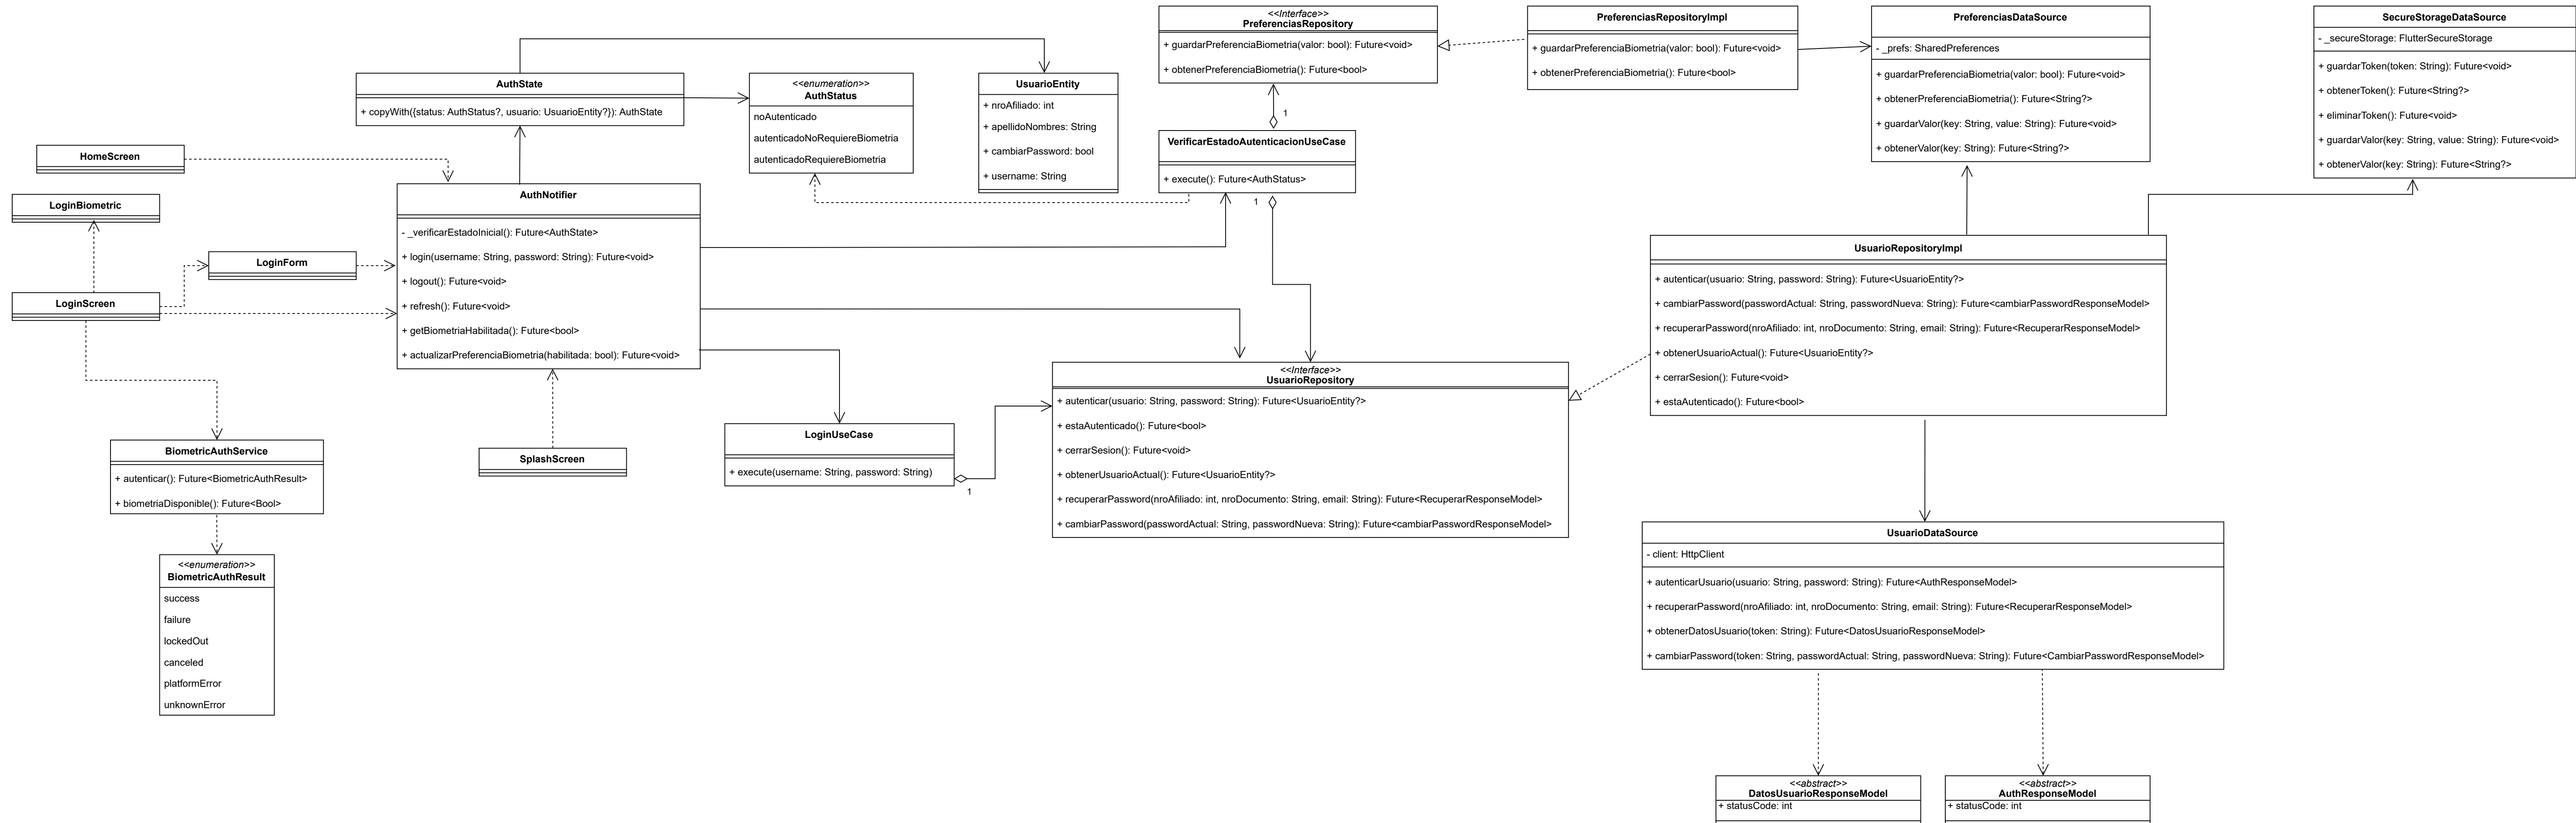 <<Interface>>
PreferenciasRepository
+ guardarPreferenciaBiometria(valor: bool): Future<void>
+ obtenerPreferenciaBiometria(): Future<bool>
PreferenciasRepositoryImpl
+ guardarPreferenciaBiometria(valor: bool): Future<void>
+ obtenerPreferenciaBiometria(): Future<bool>
PreferenciasDataSource
- _prefs: SharedPreferences
+ guardarPreferenciaBiometria(valor: bool): Future<void>
+ obtenerPreferenciaBiometria(): Future<String?>
+ guardarValor(key: String, value: String): Future<void>
+ obtenerValor(key: String): Future<String?>
SecureStorageDataSource
- _secureStorage: FlutterSecureStorage
+ guardarToken(token: String): Future<void>
+ obtenerToken(): Future<String?>
+ eliminarToken(): Future<void>
+ guardarValor(key: String, value: String): Future<void>
+ obtenerValor(key: String): Future<String?>
AuthState
+ copyWith({status: AuthStatus?, usuario: UsuarioEntity?}): AuthState
<<enumeration>>
AuthStatus
noAutenticado
autenticadoNoRequiereBiometria
autenticadoRequiereBiometria
UsuarioEntity
+ nroAfiliado: int
+ apellidoNombres: String
+ cambiarPassword: bool
+ username: String
1
VerificarEstadoAutenticacionUseCase
+ execute(): Future<AuthStatus>
1
HomeScreen
LoginBiometric
LoginForm
LoginScreen
AuthNotifier
- _verificarEstadoInicial(): Future<AuthState>
+ login(username: String, password: String): Future<void>
+ logout(): Future<void>
+ refresh(): Future<void>
+ getBiometriaHabilitada(): Future<bool>
+ actualizarPreferenciaBiometria(habilitada: bool): Future<void>
UsuarioRepositoryImpl
+ autenticar(usuario: String, password: String): Future<UsuarioEntity?>
+ cambiarPassword(passwordActual: String, passwordNueva: String): Future<cambiarPasswordResponseModel>
+ recuperarPassword(nroAfiliado: int, nroDocumento: String, email: String): Future<RecuperarResponseModel>
+ obtenerUsuarioActual(): Future<UsuarioEntity?>
+ cerrarSesion(): Future<void>
+ estaAutenticado(): Future<bool>
<<Interface>>
UsuarioRepository
+ autenticar(usuario: String, password: String): Future<UsuarioEntity?>
+ estaAutenticado(): Future<bool>
+ cerrarSesion(): Future<void>
+ obtenerUsuarioActual(): Future<UsuarioEntity?>
+ recuperarPassword(nroAfiliado: int, nroDocumento: String, email: String): Future<RecuperarResponseModel>
+ cambiarPassword(passwordActual: String, passwordNueva: String): Future<cambiarPasswordResponseModel>
LoginUseCase
+ execute(username: String, password: String)
1
SplashScreen
BiometricAuthService
+ autenticar(): Future<BiometricAuthResult>
+ biometriaDisponible(): Future<Bool>
<<enumeration>>
BiometricAuthResult
success
failure
lockedOut
canceled
platformError
unknownError
UsuarioDataSource
- client: HttpClient
+ autenticarUsuario(usuario: String, password: String): Future<AuthResponseModel>
+ recuperarPassword(nroAfiliado: int, nroDocumento: String, email: String): Future<RecuperarResponseModel>
+ obtenerDatosUsuario(token: String): Future<DatosUsuarioResponseModel>
+ cambiarPassword(token: String, passwordActual: String, passwordNueva: String): Future<CambiarPasswordResponseModel>
<<abstract>>
DatosUsuarioResponseModel
+ statusCode: int
<<abstract>>
AuthResponseModel
+ statusCode: int